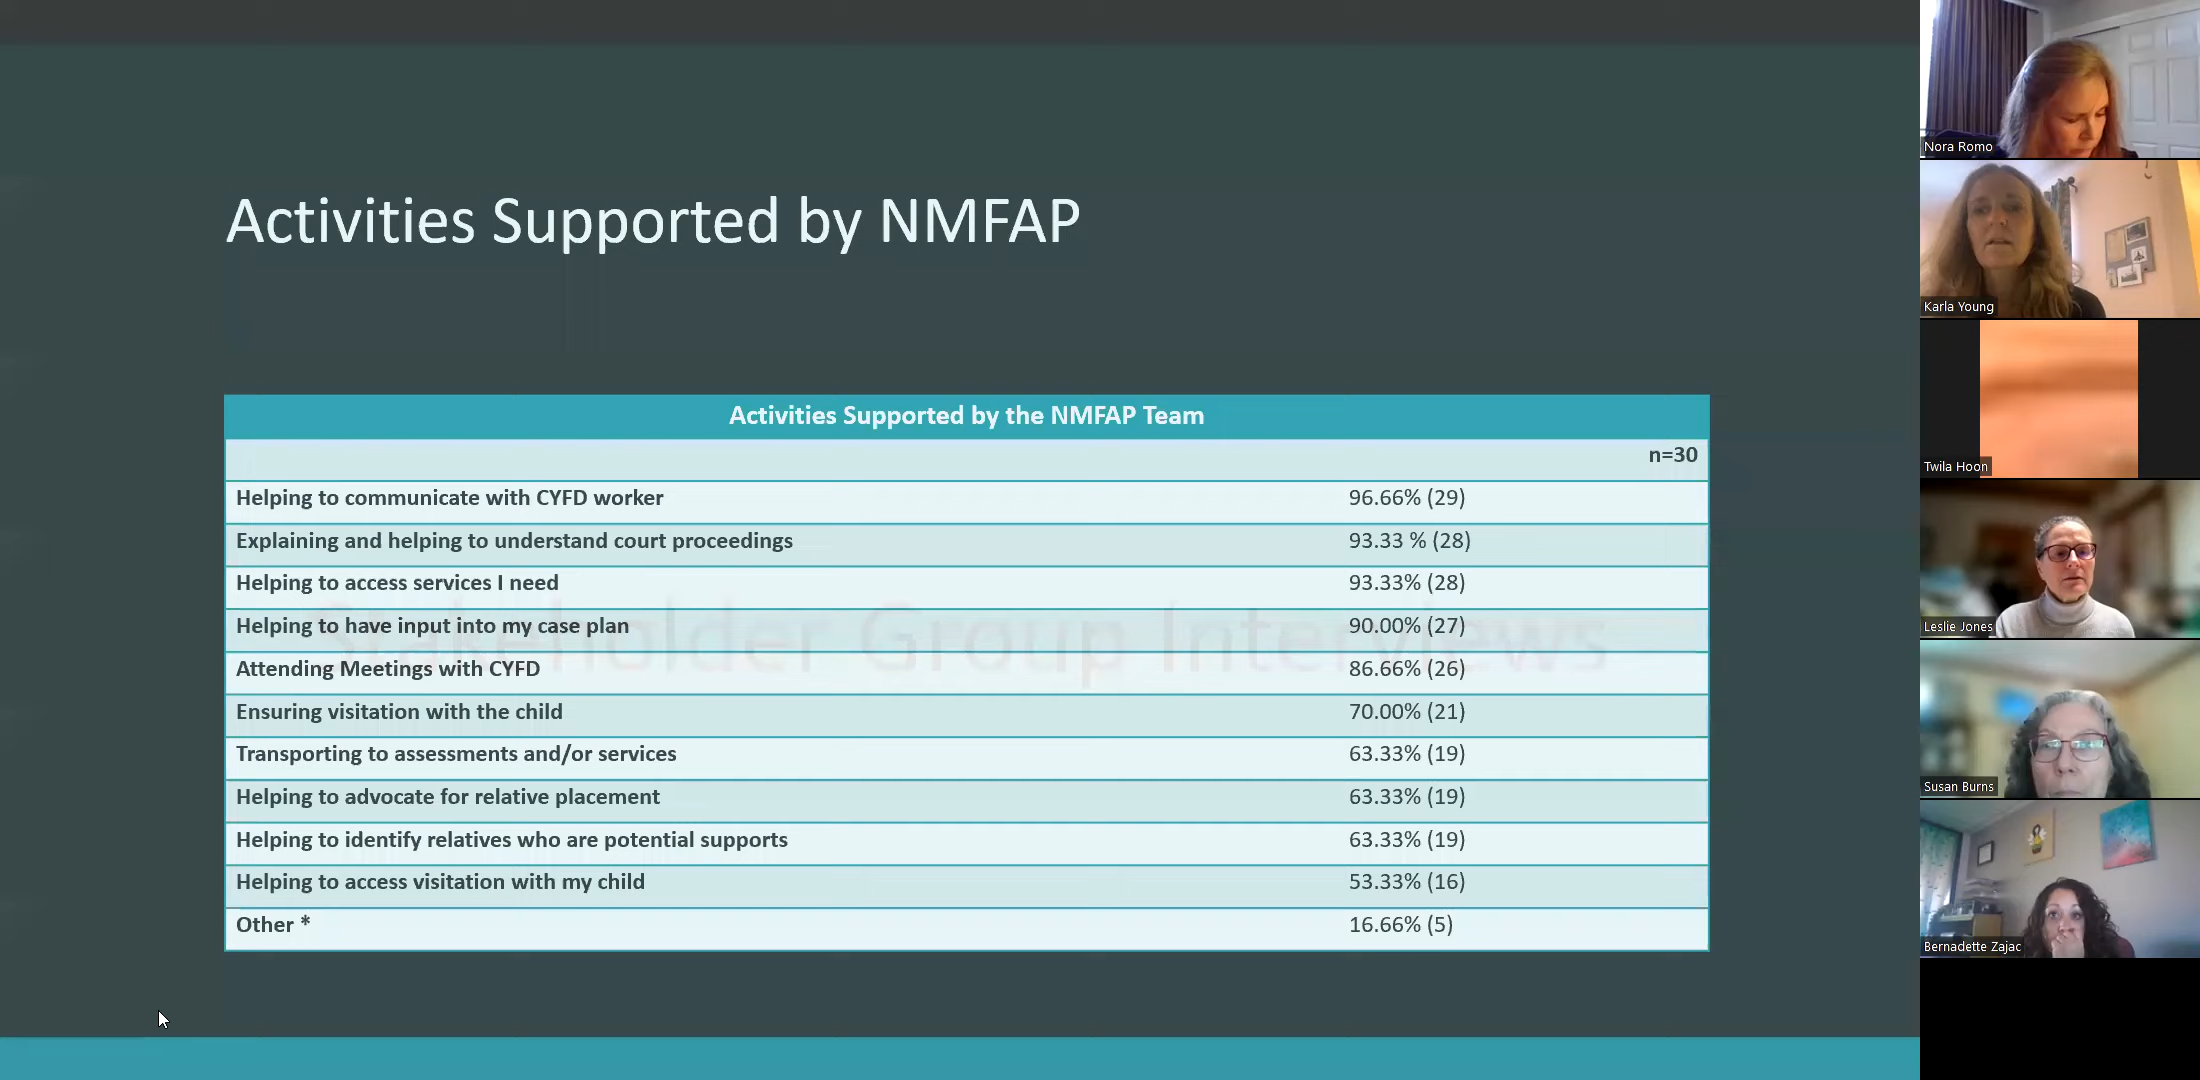 Activities Supported by NMFAP
Activities Supported by the NMFAP Team
n=30
Helping to communicate with CYFD worker 96.66% (29)
Explaining and helping to understand court proceedings 93.33 % (28)
Helping to access services I need 93.33% (28)
Helping to have input into my case plan 90.00% (27)
Attending Meetings with CYFD 86.66% (26)
Ensuring visitation with the child 70.00% (21)
Transporting to assessments and/or services 63.33% (19)
Helping to advocate for relative placement 63.33% (19)
Helping to identify relatives who are potential supports 63.33% (19)
Helping to access visitation with my child 53.33% (16)
Other * 16.66% (5)
Stakeholder Group Interviews
Nora Romo
Karla Young
Twila Hoon
Leslie Jones
Susan Burns
Bernadette Zajac